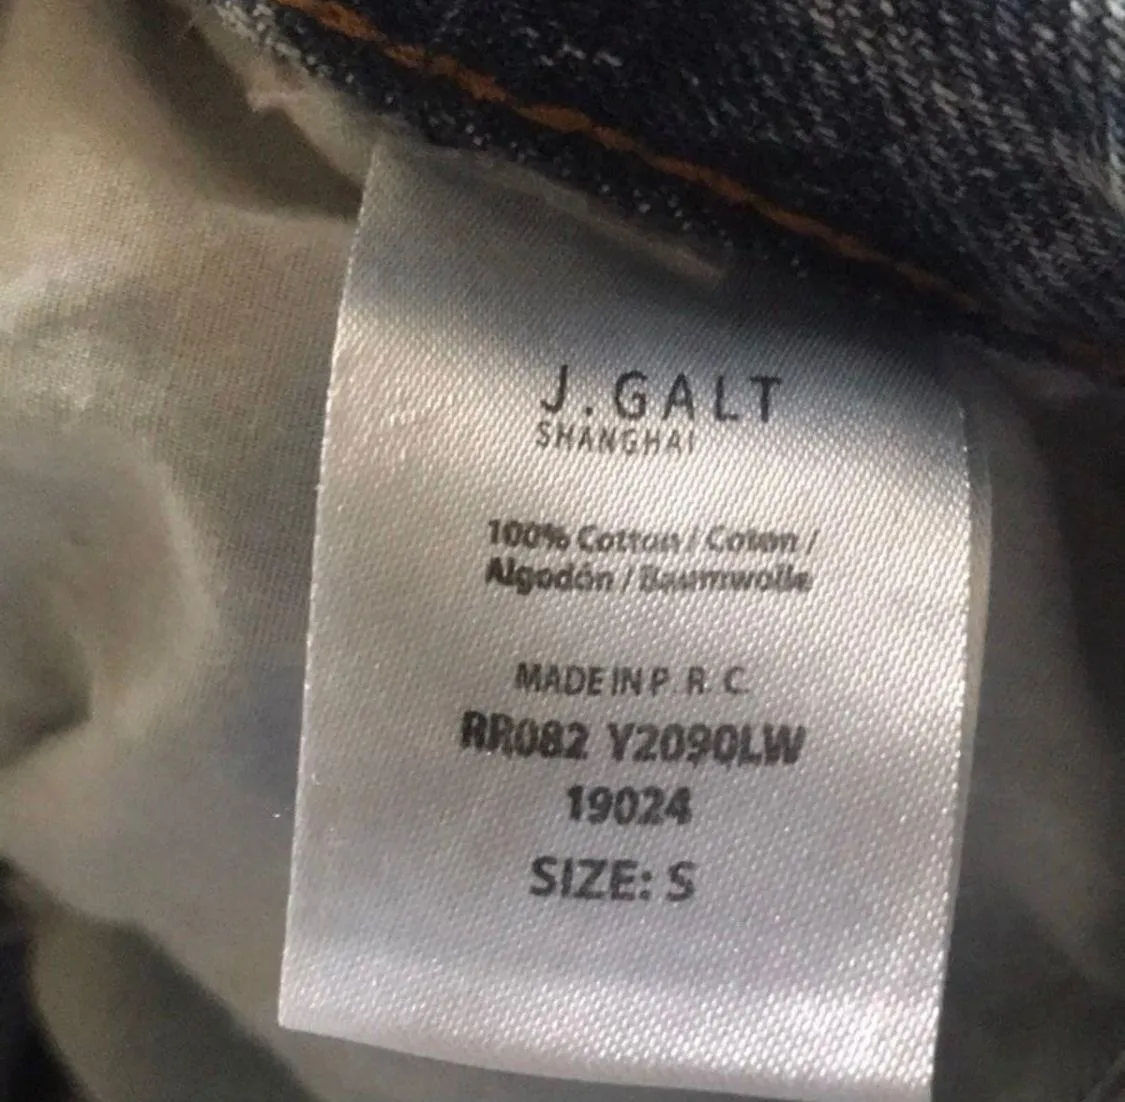 J.GALT
SHANGHAI
100% Cotton / Coton /
Algodón / Baumwolle
MADE IN P. R. C.
RR082 Y2090LW
19024
SIZE: S